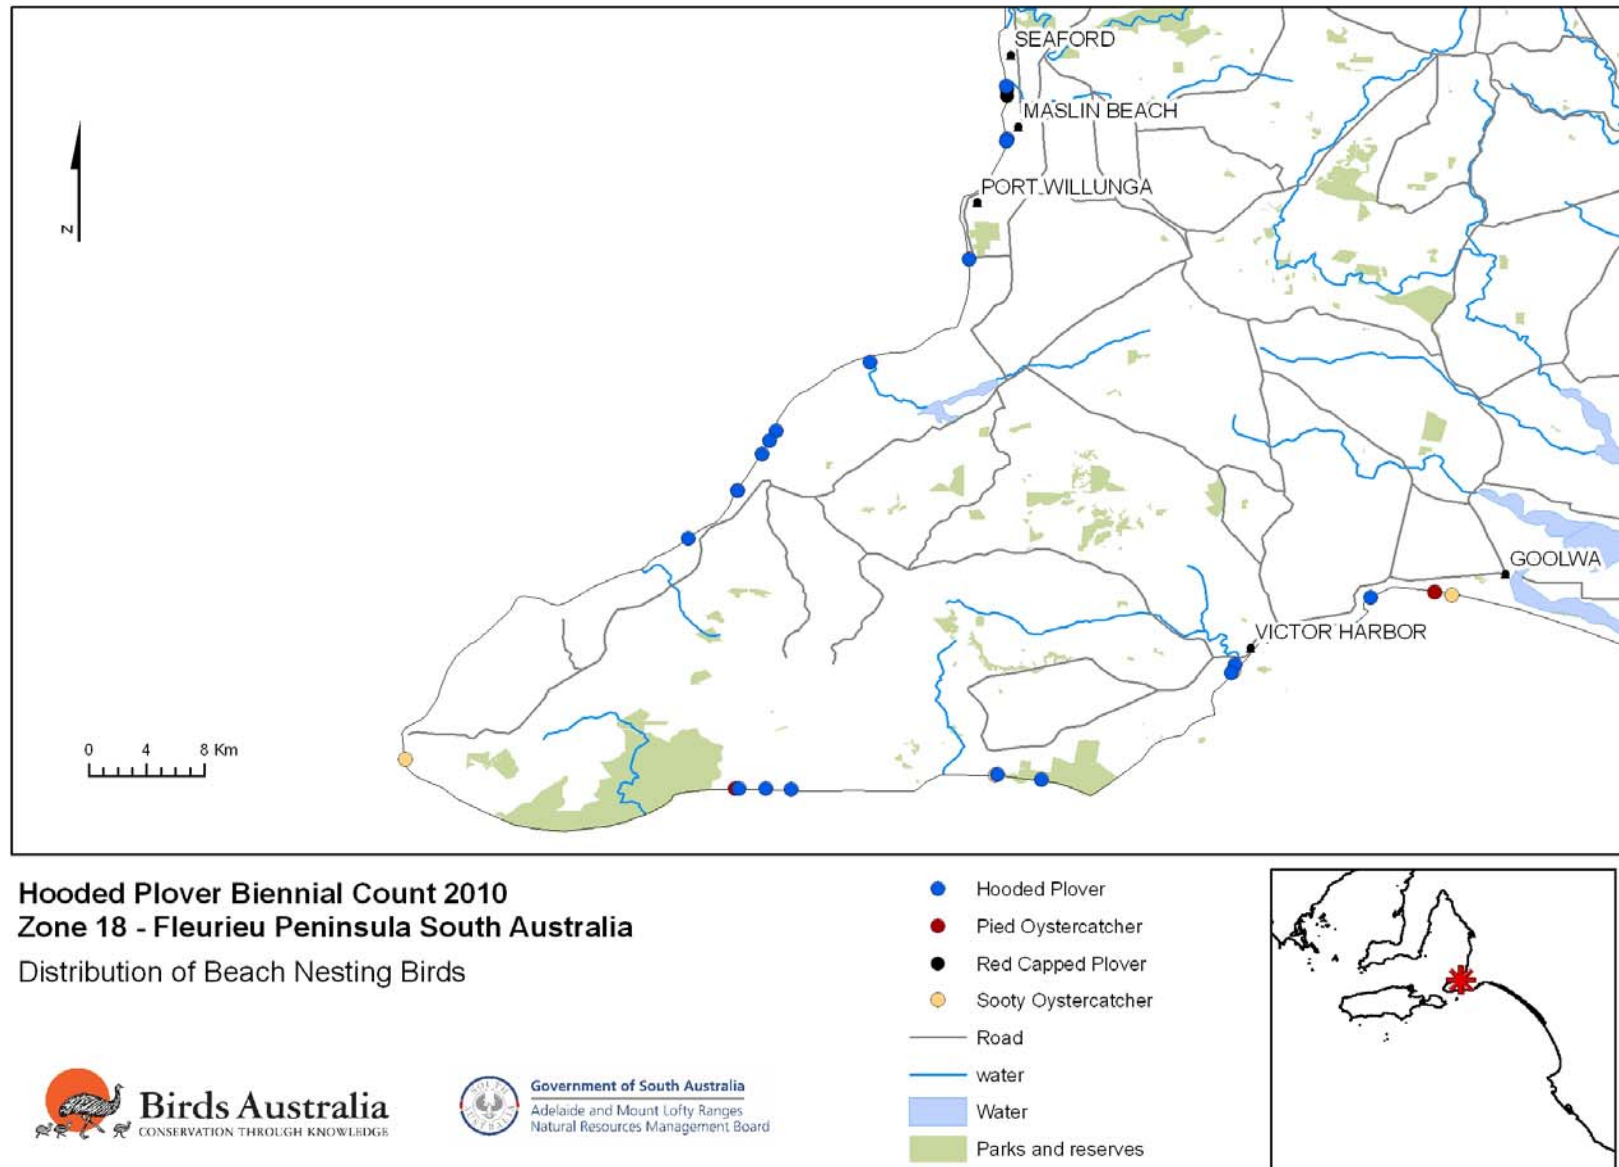 SEAFORD
MASLIN BEACH
PORT WILLUNGA
GOOLWA
VICTOR HARBOR
N
0 4 8 Km
Hooded Plover Biennial Count 2010
Zone 18 - Fleurieu Peninsula South Australia
Distribution of Beach Nesting Birds
Birds Australia
CONSERVATION THROUGH KNOWLEDGE
SOUTH AUSTRALIA
Government of South Australia
Adelaide and Mount Lofty Ranges
Natural Resources Management Board
Hooded Plover
Pied Oystercatcher
Red Capped Plover
Sooty Oystercatcher
Road
water
Water
Parks and reserves